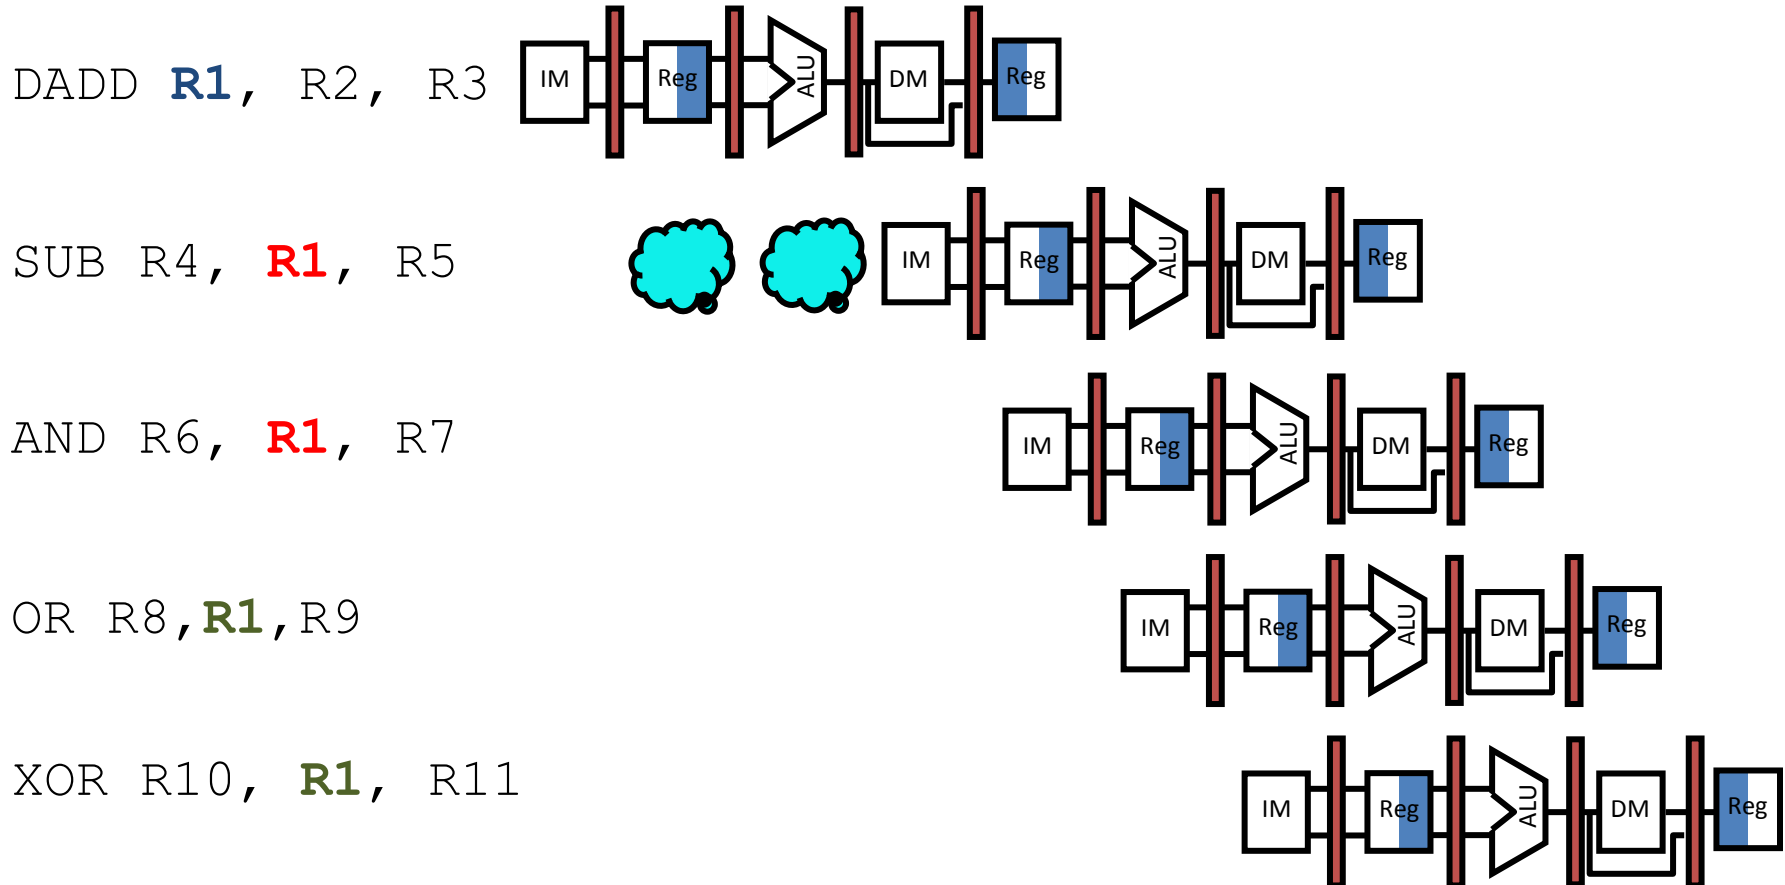 DADD R1, R2, R3 IM Reg ALU DM Reg
SUB R4, R1, R5 IM Reg ALU DM Reg
AND R6, R1, R7 IM Reg ALU DM Reg
OR R8,R1,R9 IM Reg ALU DM Reg
XOR R10, R1, R11 IM Reg ALU DM Reg